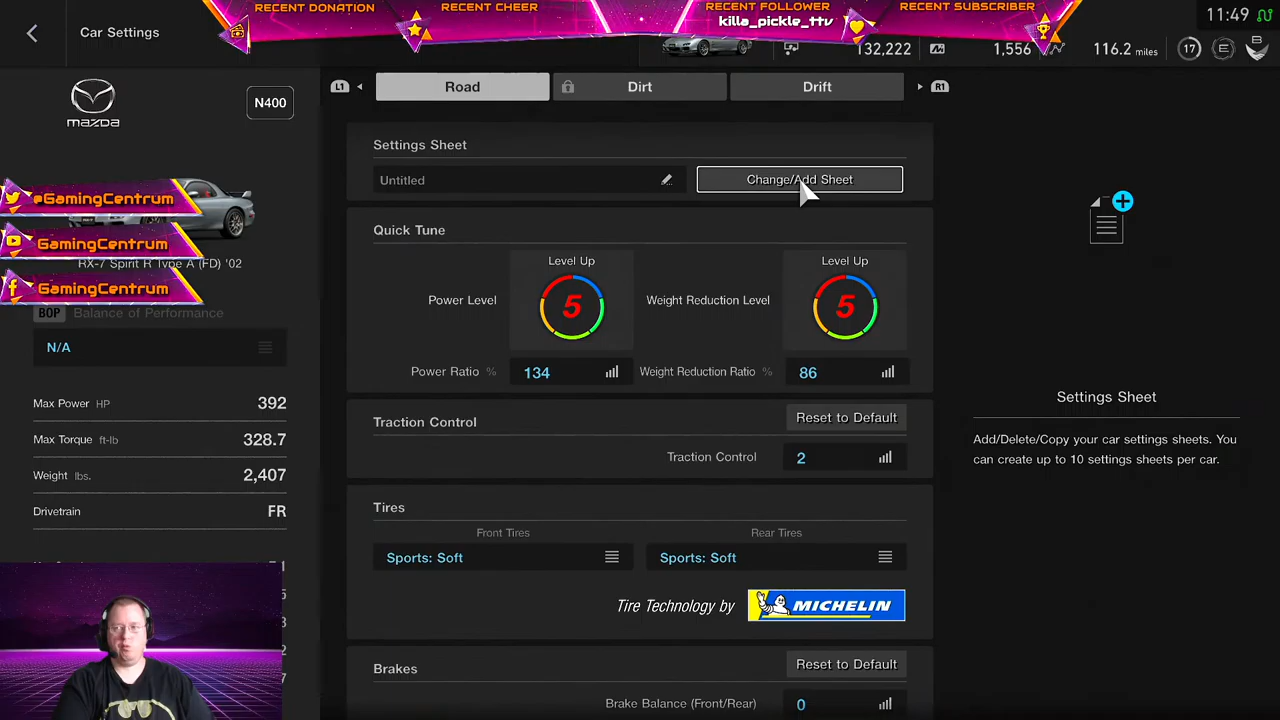 RECENT DONATION
RECENT CHEER
RECENT FOLLOWER
killa_pickle_ttv
RECENT SUBSCRIBER
11:49
Car Settings
132,222
1,556
116.2 miles
17
E
B
mazda
N400
L1
Road
Dirt
Drift
R1
Settings Sheet
Untitled
Change/Add Sheet
@GamingCentrum
GamingCentrum
RX-7 Spirit R Type A (FD) '02
GamingCentrum
BOP Balance of Performance
N/A
Max Power HP 392
Max Torque ft-lb 328.7
Weight lbs. 2,407
Drivetrain FR
Quick Tune
Level Up
Level Up
Power Level 5
Weight Reduction Level 5
Power Ratio % 134
Weight Reduction Ratio % 86
Traction Control
Reset to Default
Traction Control 2
Tires
Front Tires
Rear Tires
Sports: Soft
Sports: Soft
Tire Technology by
MICHELIN
Brakes
Reset to Default
Brake Balance (Front/Rear) 0
Settings Sheet
Add/Delete/Copy your car settings sheets. You
can create up to 10 settings sheets per car.